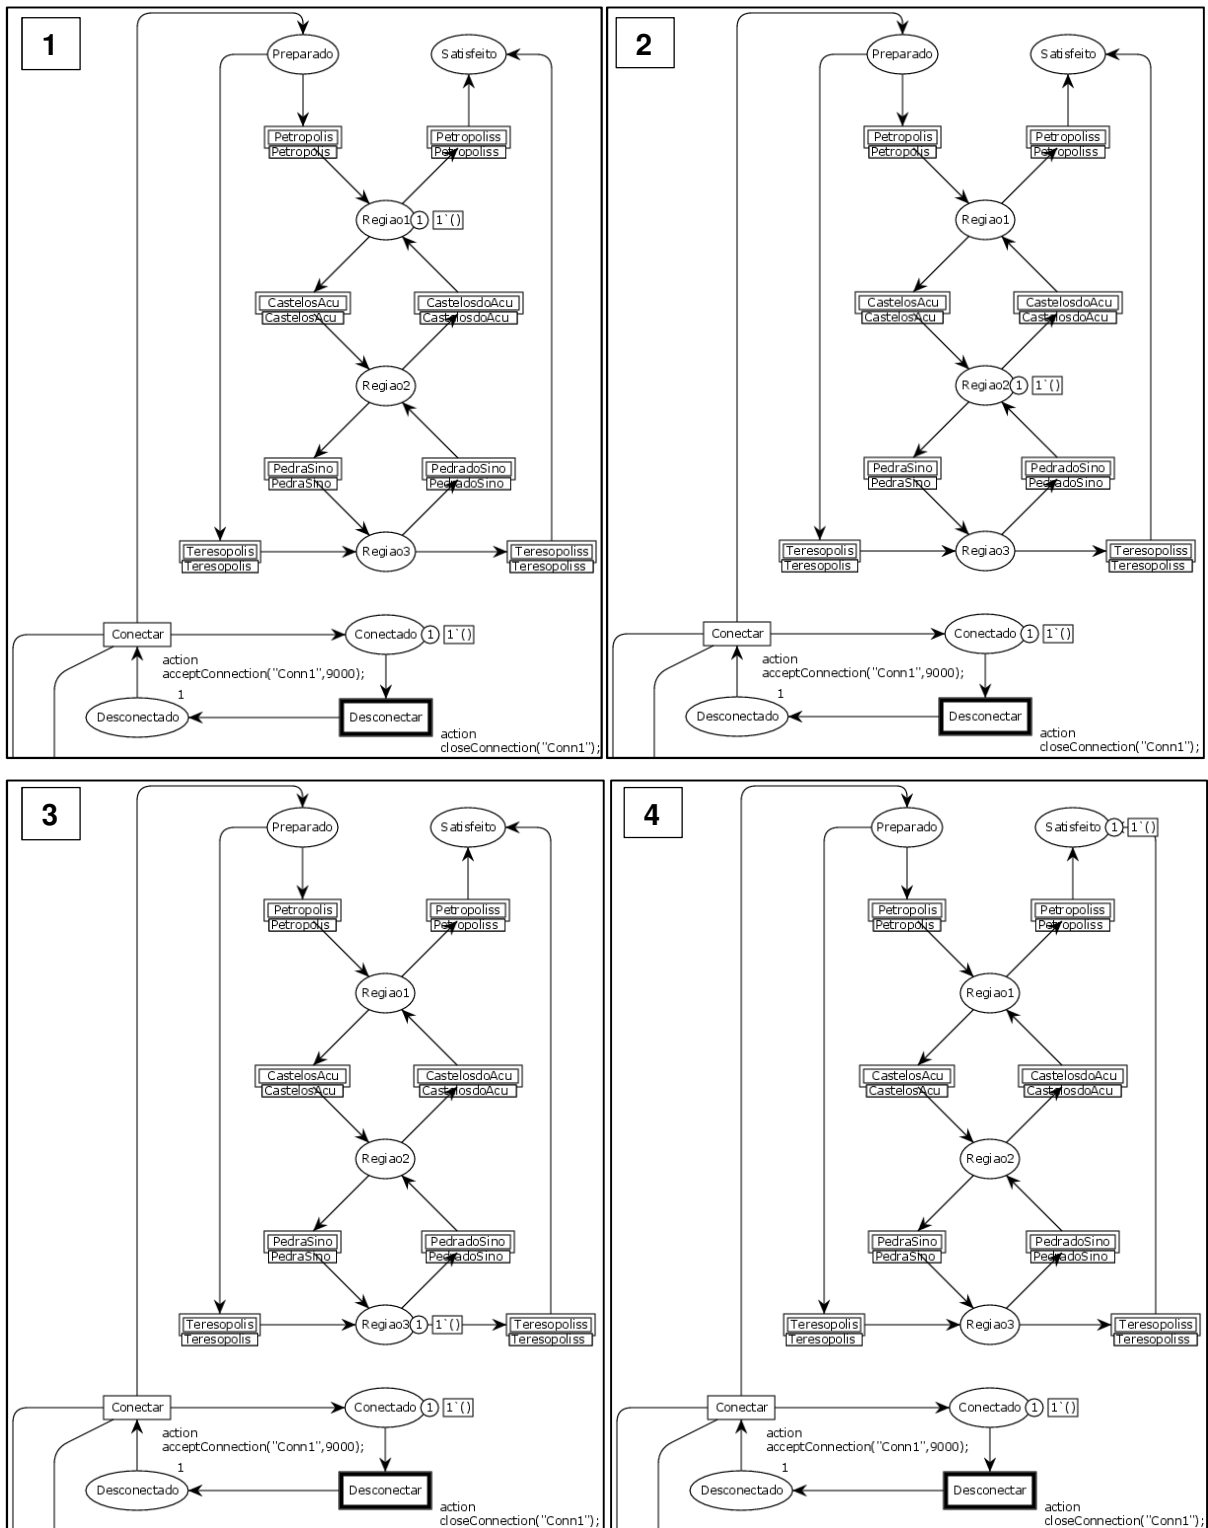 1
Preparado
Satisfeito
Petropolis
Petropoliss
Petropolis
Petropoliss
Regiao1 1 1`()
CastelosAcu
CastelosdoAcu
CastelosAcu
CastelosdoAcu
Regiao2
PedraSino
PedradoSino
PedraSino
PedradoSino
Teresopolis
Regiao3
Teresopoliss
Teresopolis
Teresopoliss
Conectar
Conectado 1 1`()
action
acceptConnection("Conn1",9000);
1
Desconectado
Desconectar
action
closeConnection("Conn1");
2
Preparado
Satisfeito
Petropolis
Petropoliss
Petropolis
Petropoliss
Regiao1
CastelosAcu
CastelosdoAcu
CastelosAcu
CastelosdoAcu
Regiao2 1 1`()
PedraSino
PedradoSino
PedraSino
PedradoSino
Teresopolis
Regiao3
Teresopoliss
Teresopolis
Teresopoliss
Conectar
Conectado 1 1`()
action
acceptConnection("Conn1",9000);
1
Desconectado
Desconectar
action
closeConnection("Conn1");
3
Preparado
Satisfeito
Petropolis
Petropoliss
Petropolis
Petropoliss
Regiao1
CastelosAcu
CastelosdoAcu
CastelosAcu
CastelosdoAcu
Regiao2
PedraSino
PedradoSino
PedraSino
PedradoSino
Teresopolis
Regiao3 1 1`()
Teresopoliss
Teresopolis
Teresopoliss
Conectar
Conectado 1 1`()
action
acceptConnection("Conn1",9000);
1
Desconectado
Desconectar
action
closeConnection("Conn1");
4
Preparado
Satisfeito 1 1`()
Petropolis
Petropoliss
Petropolis
Petropoliss
Regiao1
CastelosAcu
CastelosdoAcu
CastelosAcu
CastelosdoAcu
Regiao2
PedraSino
PedradoSino
PedraSino
PedradoSino
Teresopolis
Regiao3
Teresopoliss
Teresopolis
Teresopoliss
Conectar
Conectado 1 1`()
action
acceptConnection("Conn1",9000);
1
Desconectado
Desconectar
action
closeConnection("Conn1");